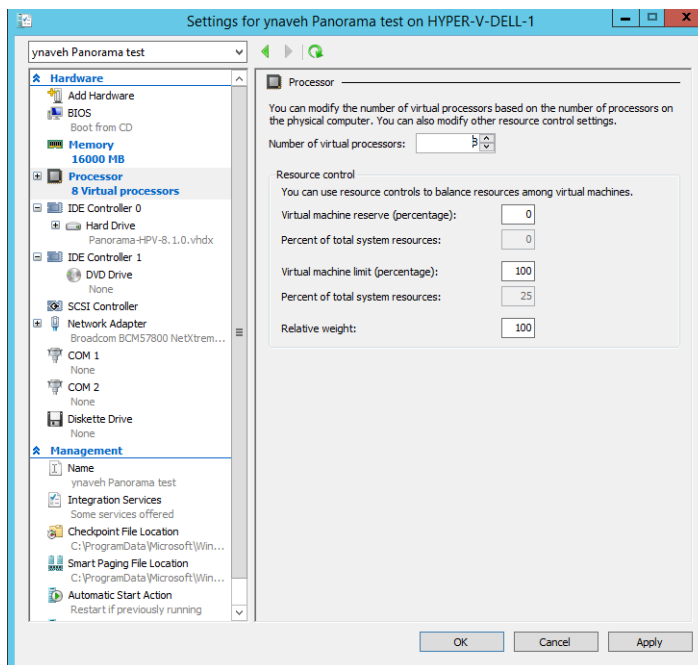 Settings for ynaveh Panorama test on HYPER-V-DELL-1
ynaveh Panorama test
Hardware
Add Hardware
BIOS
Boot from CD
Memory
16000 MB
Processor
8 Virtual processors
IDE Controller 0
Hard Drive
Panorama-HPV-8.1.0.vhdx
IDE Controller 1
DVD Drive
None
SCSI Controller
Network Adapter
Broadcom BCM57800 NetXtrem...
COM 1
None
COM 2
None
Diskette Drive
None
Management
Name
ynaveh Panorama test
Integration Services
Some services offered
Checkpoint File Location
C:\ProgramData\Microsoft\Win...
Smart Paging File Location
C:\ProgramData\Microsoft\Win...
Automatic Start Action
Restart if previously running
Processor
You can modify the number of virtual processors based on the number of processors on
the physical computer. You can also modify other resource control settings.
Number of virtual processors:
Resource control
You can use resource controls to balance resources among virtual machines.
Virtual machine reserve (percentage): 0
Percent of total system resources: 0
Virtual machine limit (percentage): 100
Percent of total system resources: 25
Relative weight: 100
OK Cancel Apply